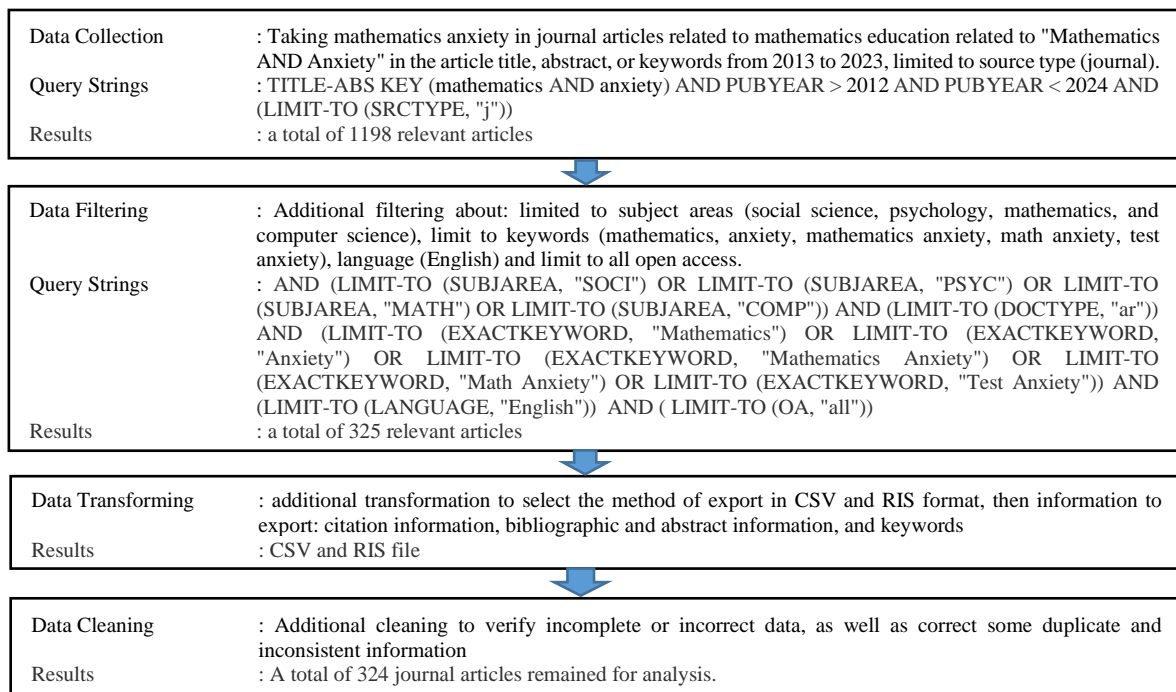 Data Collection : Taking mathematics anxiety in journal articles related to mathematics education related to "Mathematics
AND Anxiety" in the article title, abstract, or keywords from 2013 to 2023, limited to source type (journal).
Query Strings : TITLE-ABS KEY (mathematics AND anxiety) AND PUBYEAR > 2012 AND PUBYEAR < 2024 AND
(LIMIT-TO (SRCTYPE, "j"))
Results : a total of 1198 relevant articles
Data Filtering : Additional filtering about: limited to subject areas (social science, psychology, mathematics, and
computer science), limit to keywords (mathematics, anxiety, mathematics anxiety, math anxiety, test
anxiety), language (English) and limit to all open access.
Query Strings : AND (LIMIT-TO (SUBJAREA, "SOCI") OR LIMIT-TO (SUBJAREA, "PSYC") OR LIMIT-TO
(SUBJAREA, "MATH") OR LIMIT-TO (SUBJAREA, "COMP")) AND (LIMIT-TO (DOCTYPE, "ar"))
AND (LIMIT-TO (EXACTKEYWORD, "Mathematics") OR LIMIT-TO (EXACTKEYWORD,
"Anxiety") OR LIMIT-TO (EXACTKEYWORD, "Mathematics Anxiety") OR LIMIT-TO
(EXACTKEYWORD, "Math Anxiety") OR LIMIT-TO (EXACTKEYWORD, "Test Anxiety")) AND
(LIMIT-TO (LANGUAGE, "English")) AND ( LIMIT-TO (OA, "all"))
Results : a total of 325 relevant articles
Data Transforming : additional transformation to select the method of export in CSV and RIS format, then information to
export: citation information, bibliographic and abstract information, and keywords
Results : CSV and RIS file
Data Cleaning : Additional cleaning to verify incomplete or incorrect data, as well as correct some duplicate and
inconsistent information
Results : A total of 324 journal articles remained for analysis.